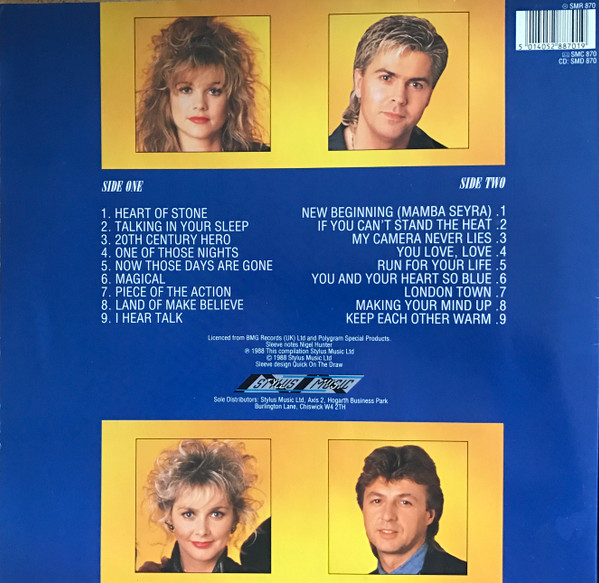 ℗ SMR 870
5 014052 887019
SMC 870
CD: SMD 870
SIDE ONE
1. HEART OF STONE
2. TALKING IN YOUR SLEEP
3. 20TH CENTURY HERO
4. ONE OF THOSE NIGHTS
5. NOW THOSE DAYS ARE GONE
6. MAGICAL
7. PIECE OF THE ACTION
8. LAND OF MAKE BELIEVE
9. I HEAR TALK
SIDE TWO
NEW BEGINNING (MAMBA SEYRA) .1
IF YOU CAN'T STAND THE HEAT .2
MY CAMERA NEVER LIES .3
YOU LOVE, LOVE .4
RUN FOR YOUR LIFE .5
YOU AND YOUR HEART SO BLUE .6
LONDON TOWN .7
MAKING YOUR MIND UP .8
KEEP EACH OTHER WARM .9
Licenced from BMG Records (UK) Ltd and Polygram Special Products.
Sleeve notes Nigel Hunter
℗ 1988 This compilation Stylus Music Ltd
© 1988 Stylus Music Ltd
Sleeve design Quick On The Draw
STYLUS MUSIC
Sole Distributors: Stylus Music Ltd, Axis 2, Hogarth Business Park
Burlington Lane, Chiswick W4 2TH